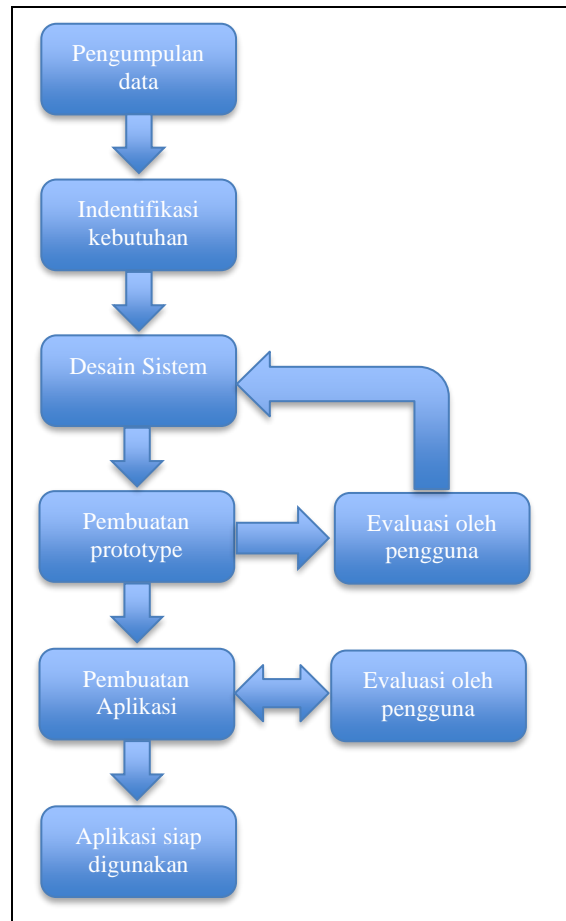 Pengumpulan
data
Indentifikasi
kebutuhan
Desain Sistem
Pembuatan
prototype
Evaluasi oleh
pengguna
Pembuatan
Aplikasi
Evaluasi oleh
pengguna
Aplikasi siap
digunakan